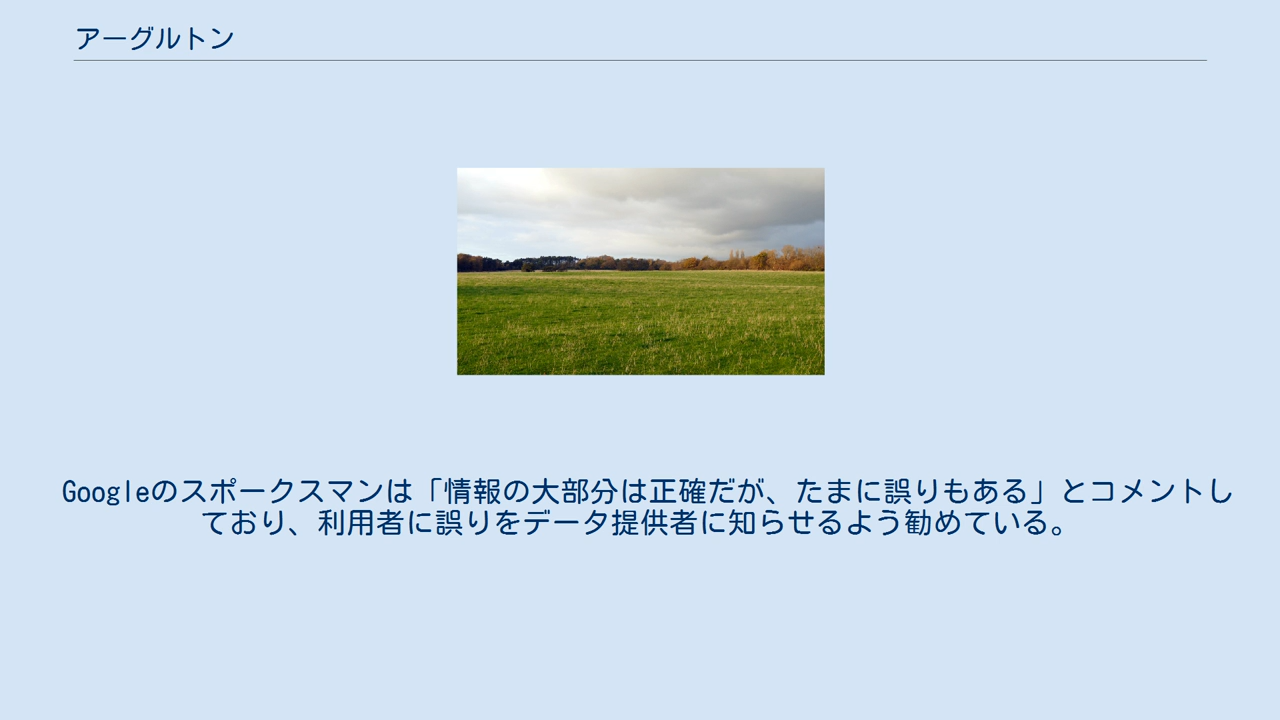 アーグルトン
Googleのスポークスマンは「情報の大部分は正確だが、たまに誤りもある」とコメントし
ており、利用者に誤りをデータ提供者に知らせるよう勧めている。